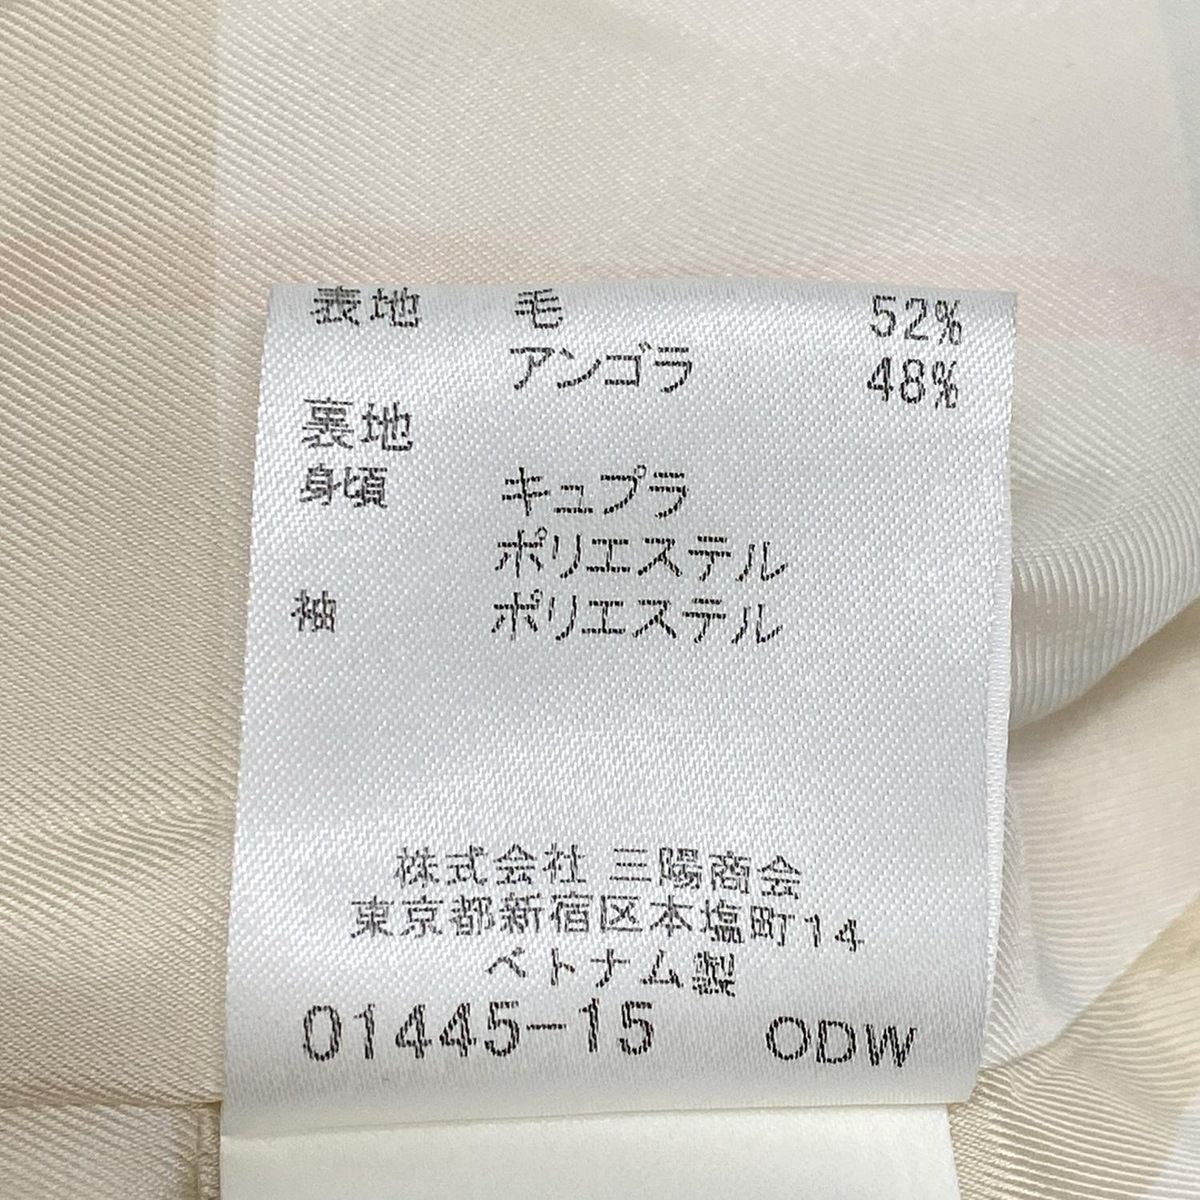 表地 毛 52%
アンゴラ 48%
裏地
身頃 キュプラ
ポリエステル
袖 ポリエステル
株式会社 三陽商会
東京都新宿区本塩町14
ベトナム製
01445-15 ODW